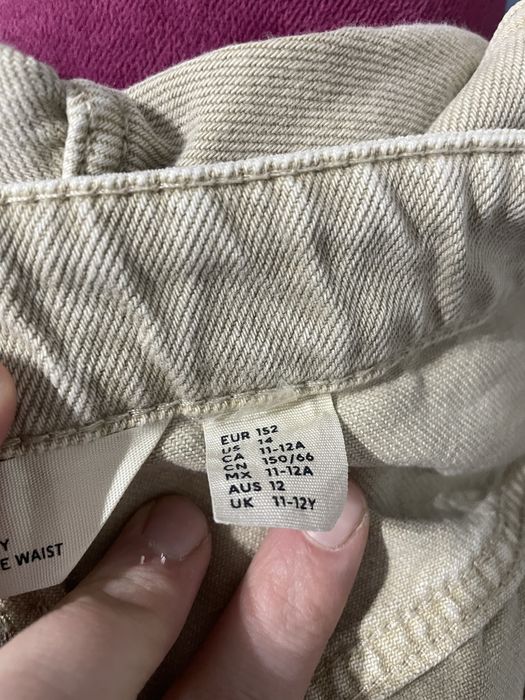 EUR 152
US 14
CA 11-12A
CN 150/66
MX 11-12A
AUS 12
UK 11-12Y
Y
E WAIST